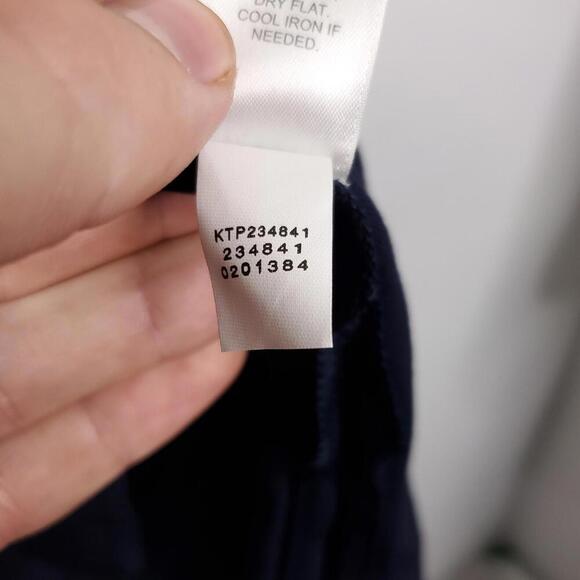 DRY FLAT.
COOL IRON IF
NEEDED.
KTP234841
234841
0201384